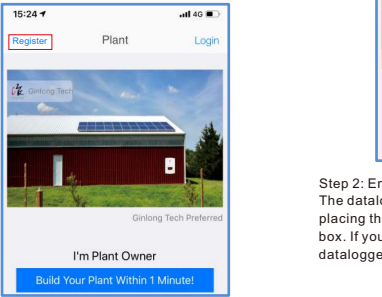 15:24
4G
Register Plant Login
Ginlong Tech
Ginlong Tech Preferred
I'm Plant Owner
Build Your Plant Within 1 Minute!
Step 2: En
The datalo
placing th
box. If you
datalogge